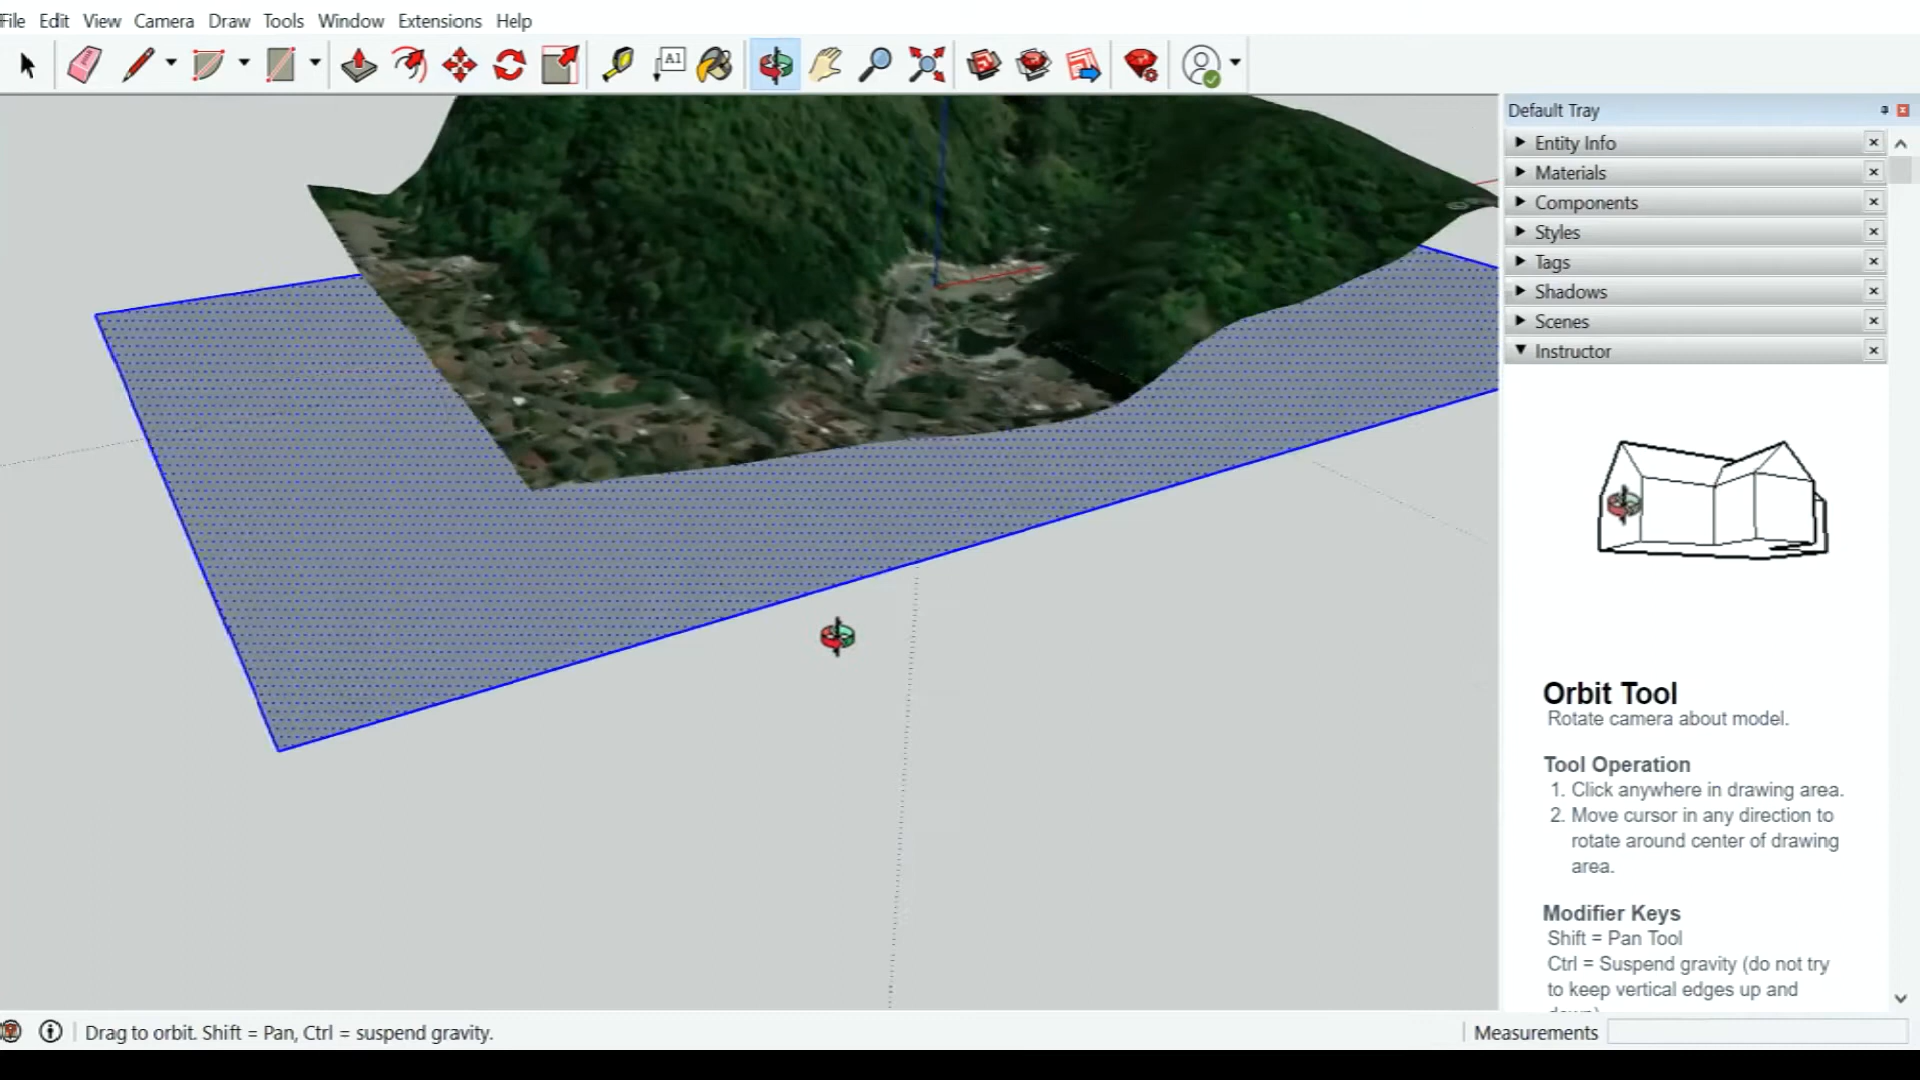 File Edit View Camera Draw Tools Window Extensions Help
A1
Default Tray
Entity Info
Materials
Components
Styles
Tags
Shadows
Scenes
Instructor
Orbit Tool
Rotate camera about model.
Tool Operation
1. Click anywhere in drawing area.
2. Move cursor in any direction to
rotate around center of drawing
area.
Modifier Keys
Shift = Pan Tool
Ctrl = Suspend gravity (do not try
to keep vertical edges up and
Drag to orbit. Shift = Pan, Ctrl = suspend gravity.
Measurements